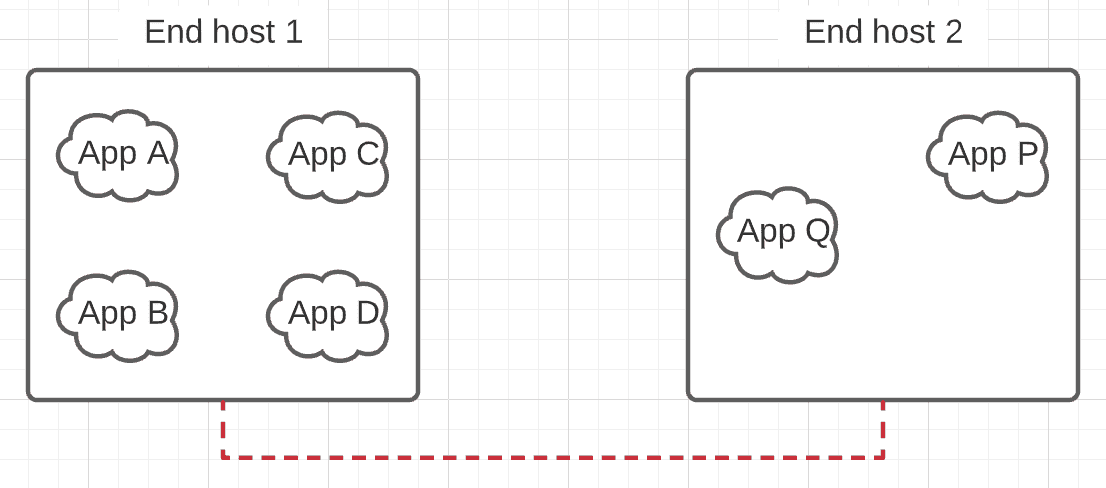 End host 1
End host 2
App A
App C
App B
App D
App P
App Q